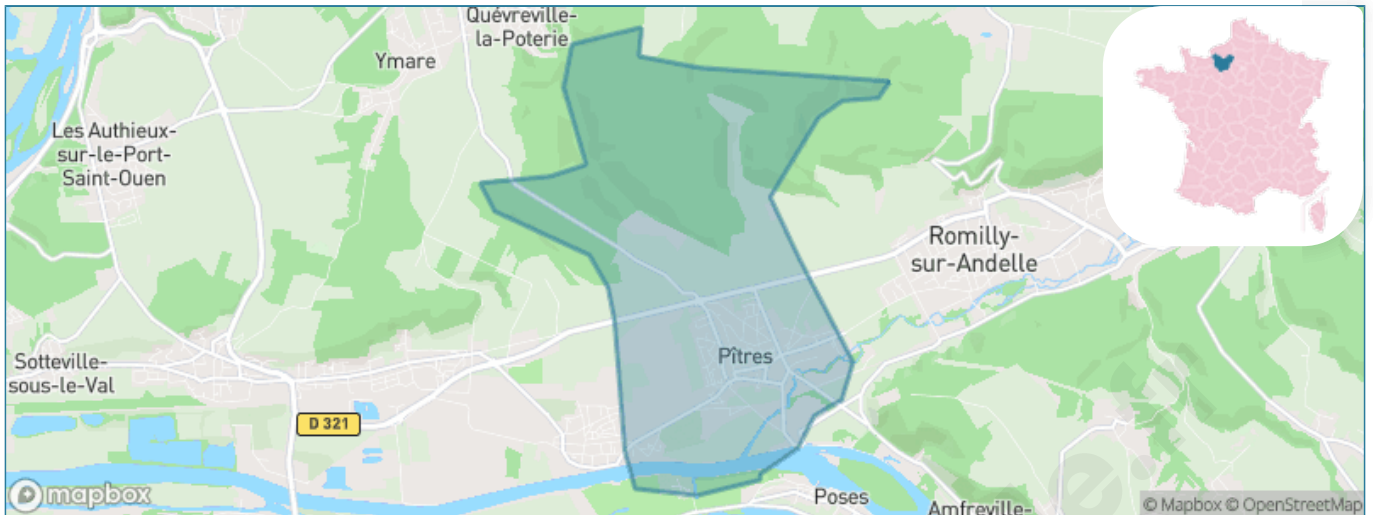 Quévreville-
la-Poterie
Ymare
Les Authieux-
sur-le-Port-
Saint-Ouen
Romilly-
sur-Andelle
Pîtres
Sotteville-
sous-le-Val
D 321
Poses
Amfreville-
mapbox
© Mapbox © OpenStreetMap